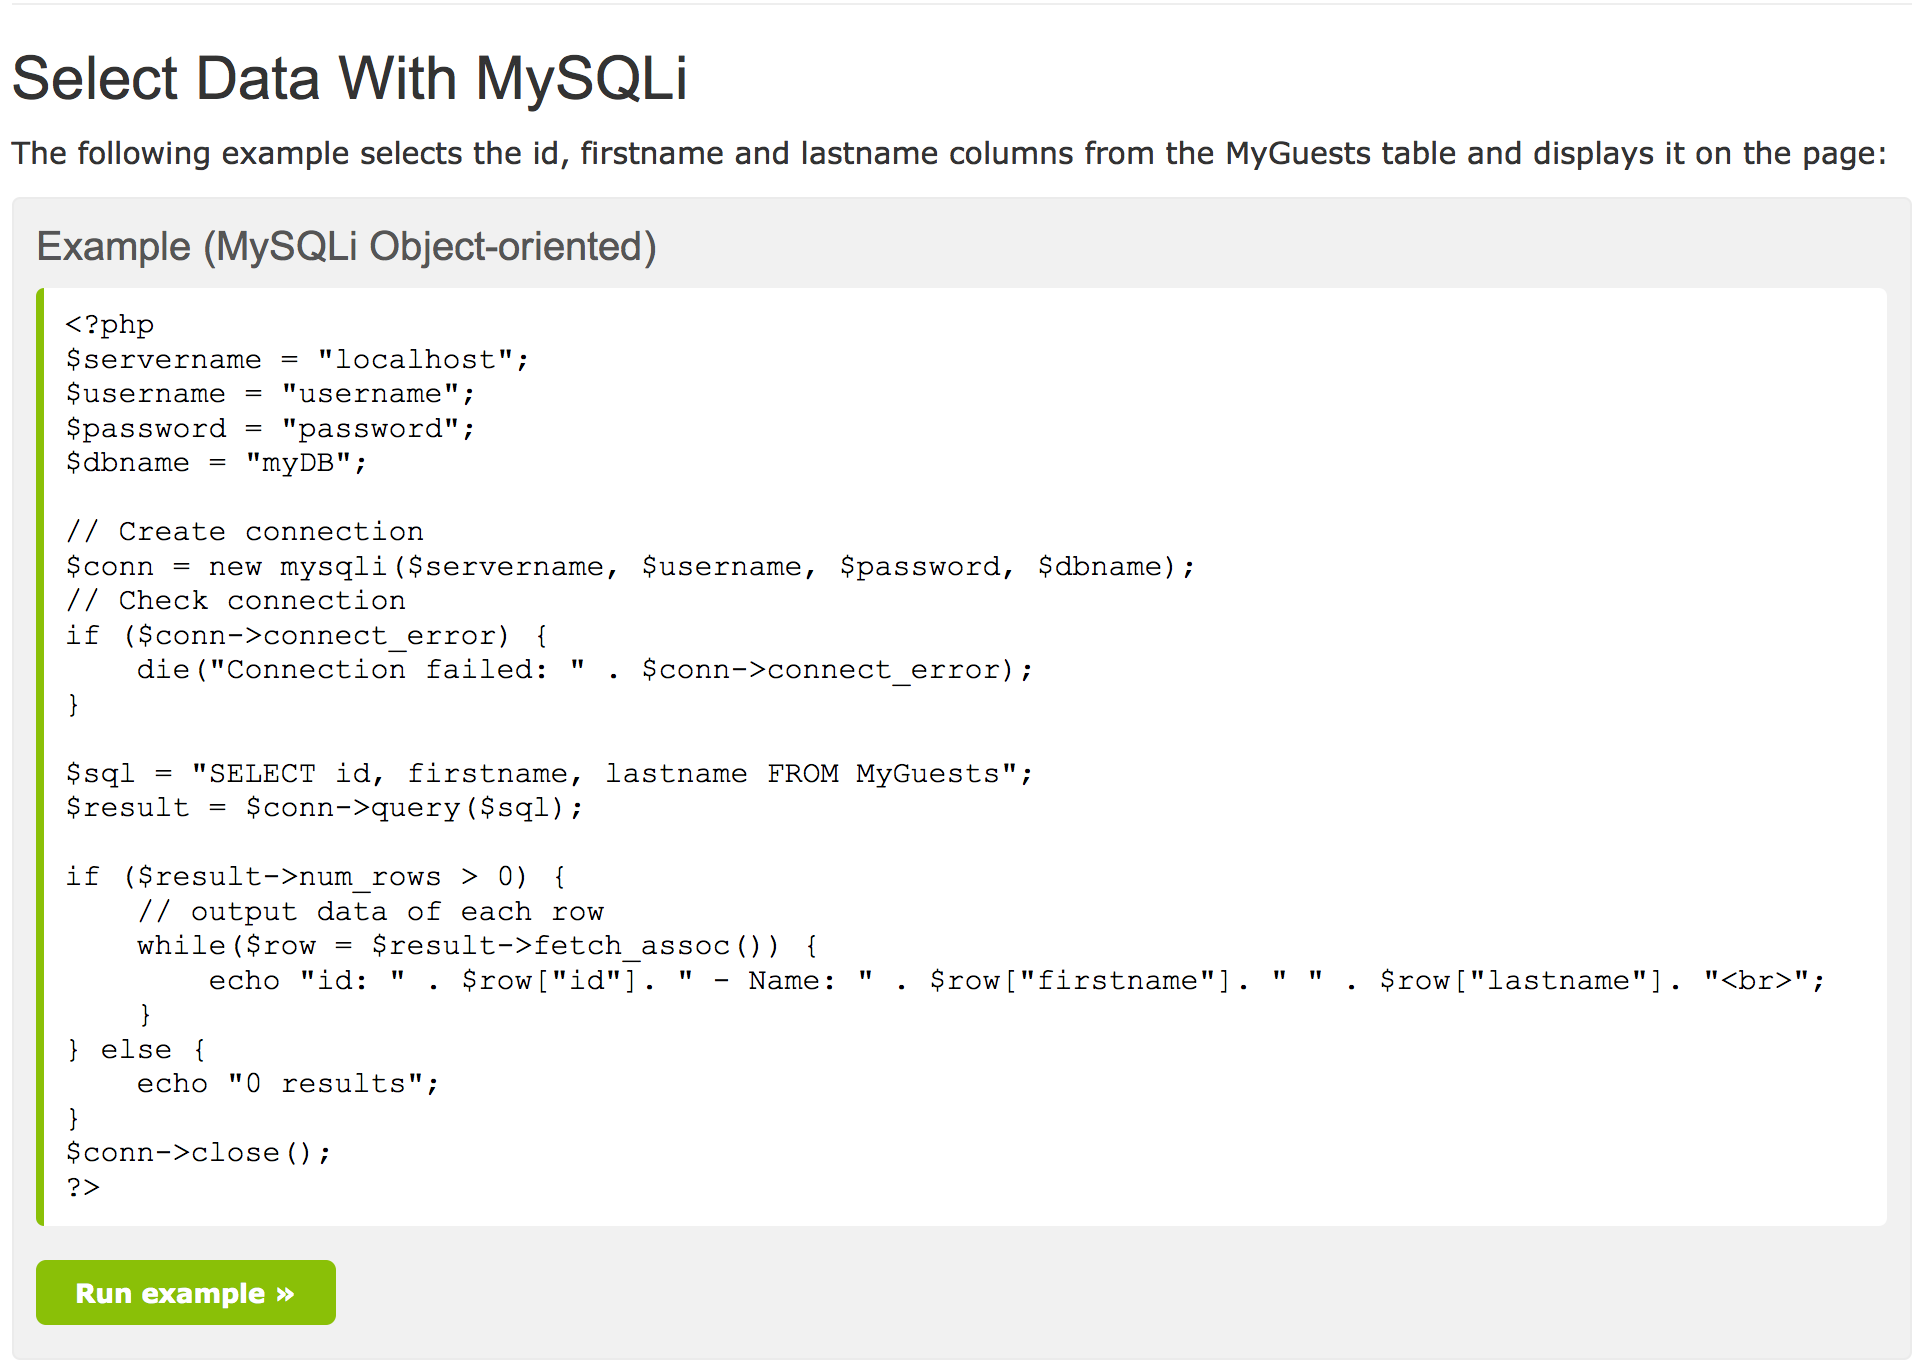 Select Data With MySQLi
The following example selects the id, firstname and lastname columns from the MyGuests table and displays it on the page:
Example (MySQLi Object-oriented)
<?php
$servername = "localhost";
$username = "username";
$password = "password";
$dbname = "myDB";

// Create connection
$conn = new mysqli($servername, $username, $password, $dbname);
// Check connection
if ($conn->connect_error) {
    die("Connection failed: " . $conn->connect_error);
}

$sql = "SELECT id, firstname, lastname FROM MyGuests";
$result = $conn->query($sql);

if ($result->num_rows > 0) {
    // output data of each row
    while($row = $result->fetch_assoc()) {
        echo "id: " . $row["id"]. " - Name: " . $row["firstname"]. " " . $row["lastname"]. "<br>";
    }
} else {
    echo "0 results";
}
$conn->close();
?>
Run example »